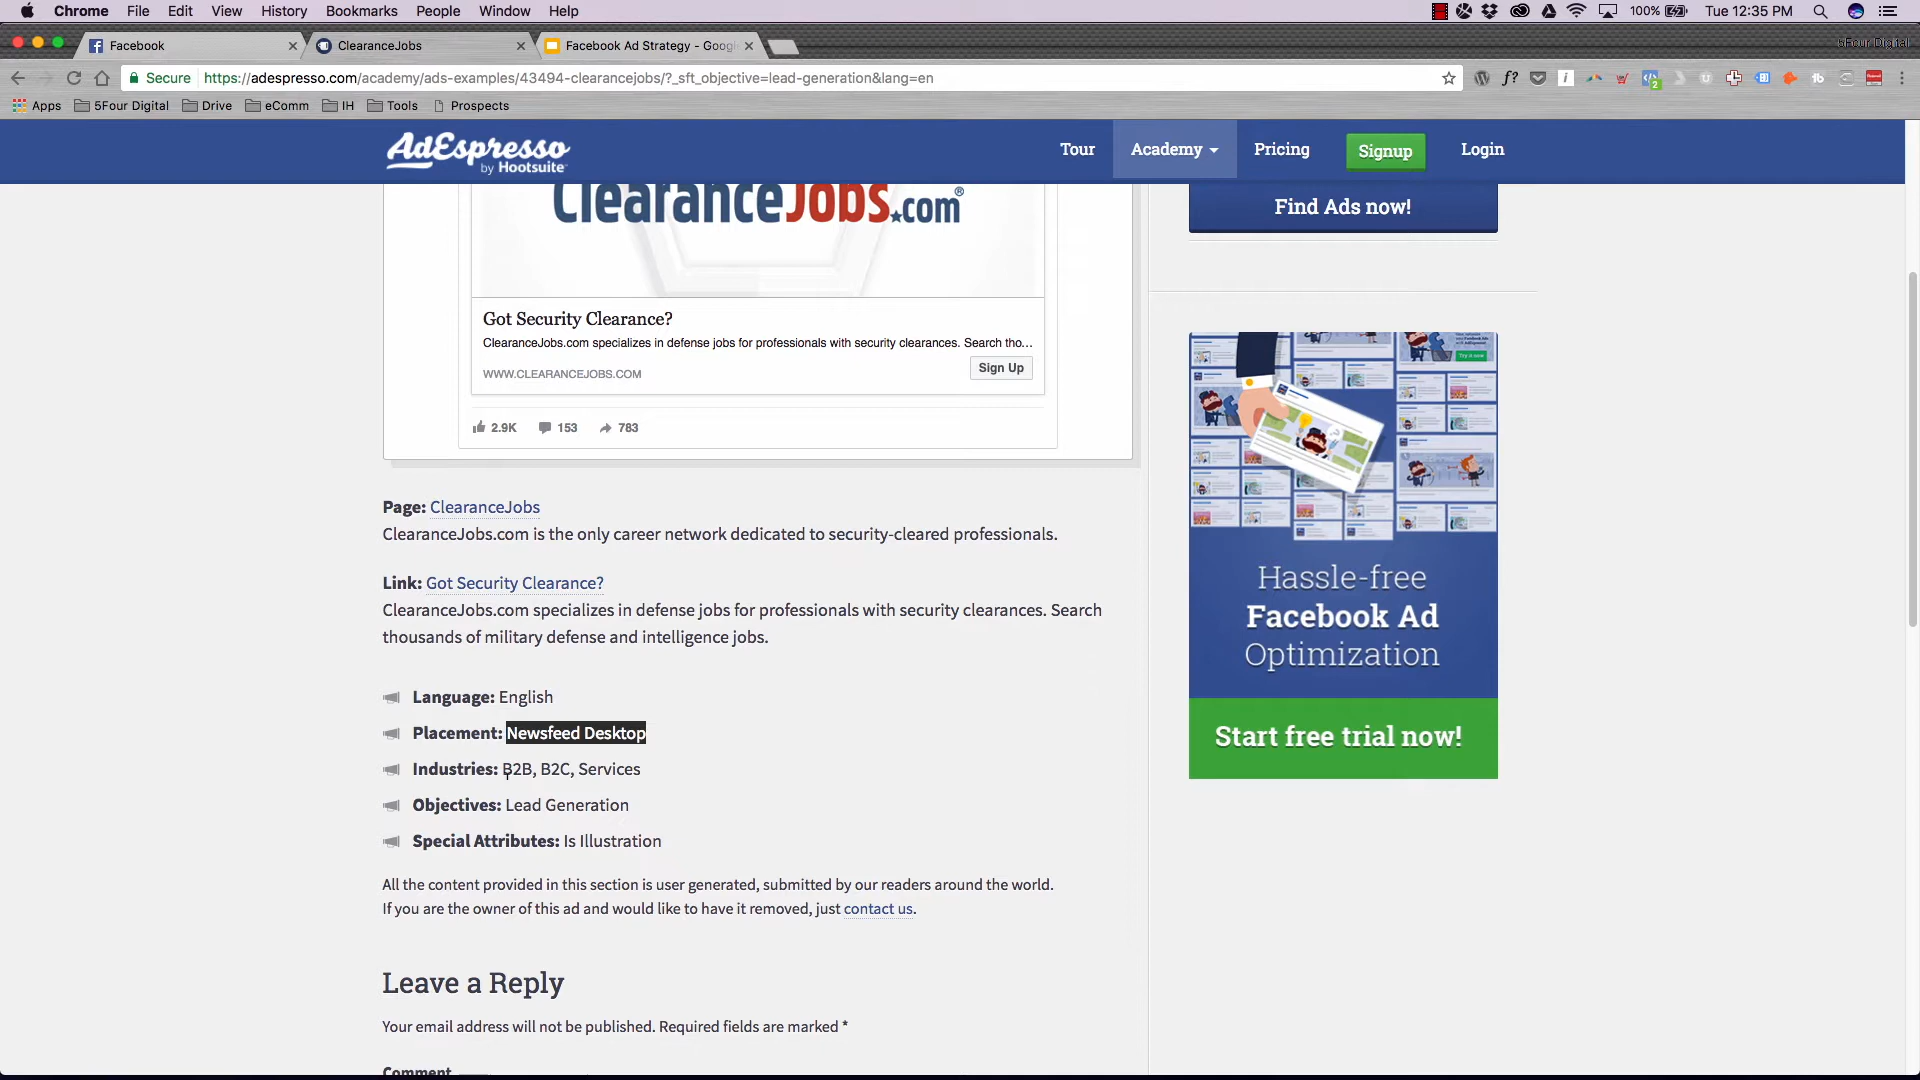 Chrome File Edit View History Bookmarks People Window Help 100% Tue 12:35 PM
Facebook ClearanceJobs Facebook Ad Strategy - Googl 5Four Digital
Secure https://adespresso.com/academy/ads-examples/43494-clearancejobs/?_sft_objective=lead-generation&lang=en
Apps 5Four Digital Drive eComm IH Tools Prospects
AdEspresso
by Hootsuite
Tour Academy Pricing Signup Login
ClearanceJobs.com®
Find Ads now!
Got Security Clearance?
ClearanceJobs.com specializes in defense jobs for professionals with security clearances. Search tho...
WWW.CLEARANCEJOBS.COM
Sign Up
2.9K 153 783
Page: ClearanceJobs
ClearanceJobs.com is the only career network dedicated to security-cleared professionals.
Link: Got Security Clearance?
ClearanceJobs.com specializes in defense jobs for professionals with security clearances. Search
thousands of military defense and intelligence jobs.
Language: English
Placement: Newsfeed Desktop
Industries: B2B, B2C, Services
Objectives: Lead Generation
Special Attributes: Is Illustration
All the content provided in this section is user generated, submitted by our readers around the world.
If you are the owner of this ad and would like to have it removed, just contact us.
Leave a Reply
Your email address will not be published. Required fields are marked *
Comment
Hassle-free
Facebook Ad
Optimization
Start free trial now!